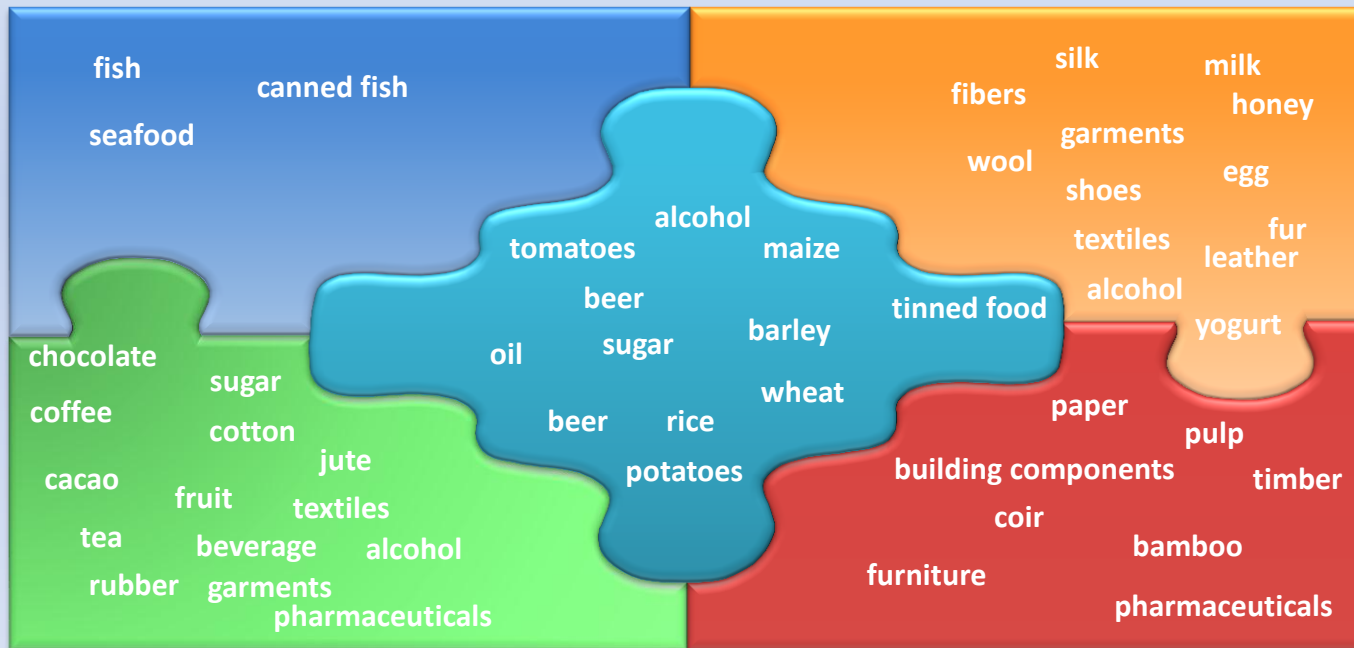 fish
canned fish
seafood
silk
milk
fibers
honey
garments
wool
egg
shoes
textiles
fur
leather
alcohol
yogurt
alcohol
tomatoes
maize
beer
tinned food
barley
sugar
oil
wheat
beer
rice
potatoes
chocolate
sugar
coffee
cotton
jute
cacao
fruit
textiles
tea
beverage
alcohol
rubber
garments
pharmaceuticals
paper
pulp
building components
timber
coir
bamboo
furniture
pharmaceuticals